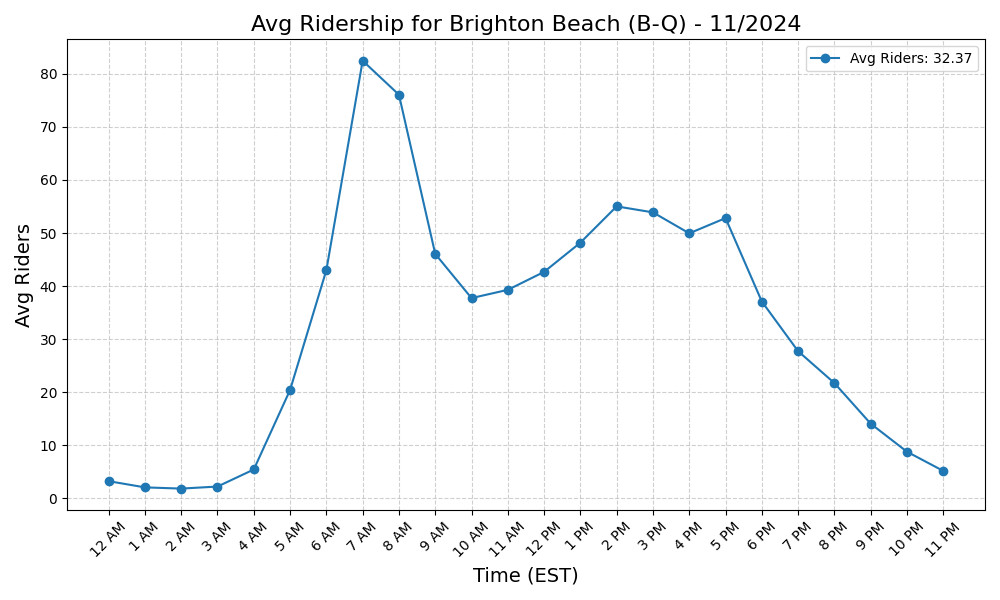 Avg Ridership for Brighton Beach (B-Q) - 11/2024
Avg Riders: 32.37
Avg Riders
80
70
60
50
40
30
20
10
0
12 AM
1 AM
2 AM
3 AM
4 AM
5 AM
6 AM
7 AM
8 AM
9 AM
10 AM
11 AM
12 PM
1 PM
2 PM
3 PM
4 PM
5 PM
6 PM
7 PM
8 PM
9 PM
10 PM
11 PM
Time (EST)